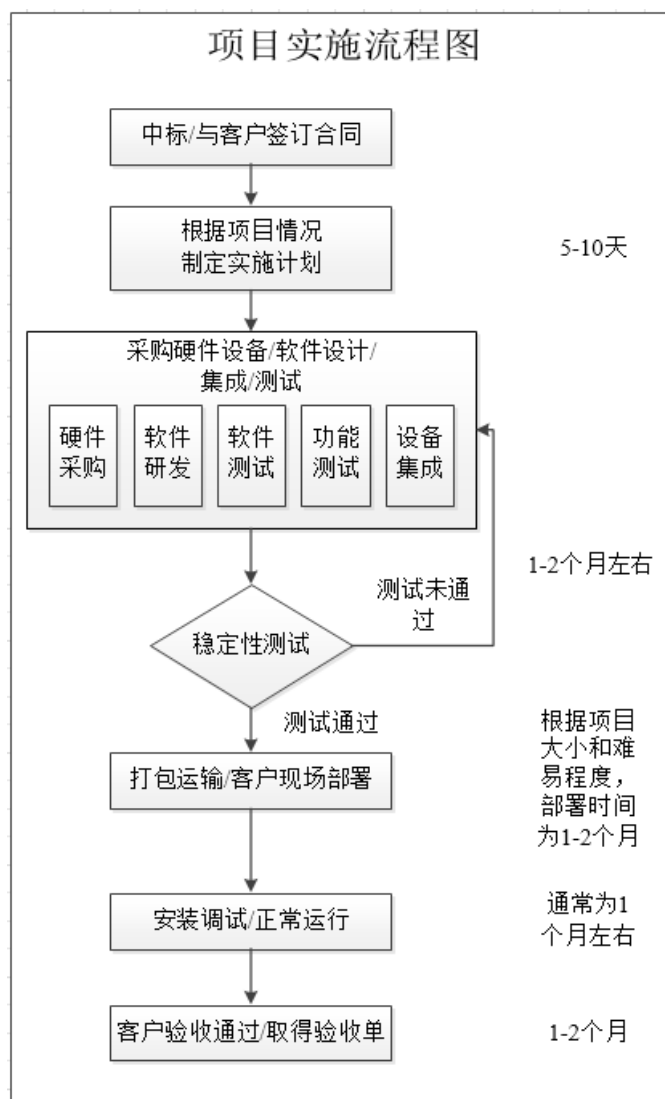 项目实施流程图
中标/与客户签订合同
根据项目情况
制定实施计划
5-10天
采购硬件设备/软件设计/
集成/测试
硬件
采购
软件
研发
软件
测试
功能
测试
设备
集成
1-2个月左右
测试未通
过
稳定性测试
测试通过
根据项目
大小和难
易程度，
部署时间
为1-2个月
打包运输/客户现场部署
安装调试/正常运行
通常为1
个月左右
客户验收通过/取得验收单
1-2个月